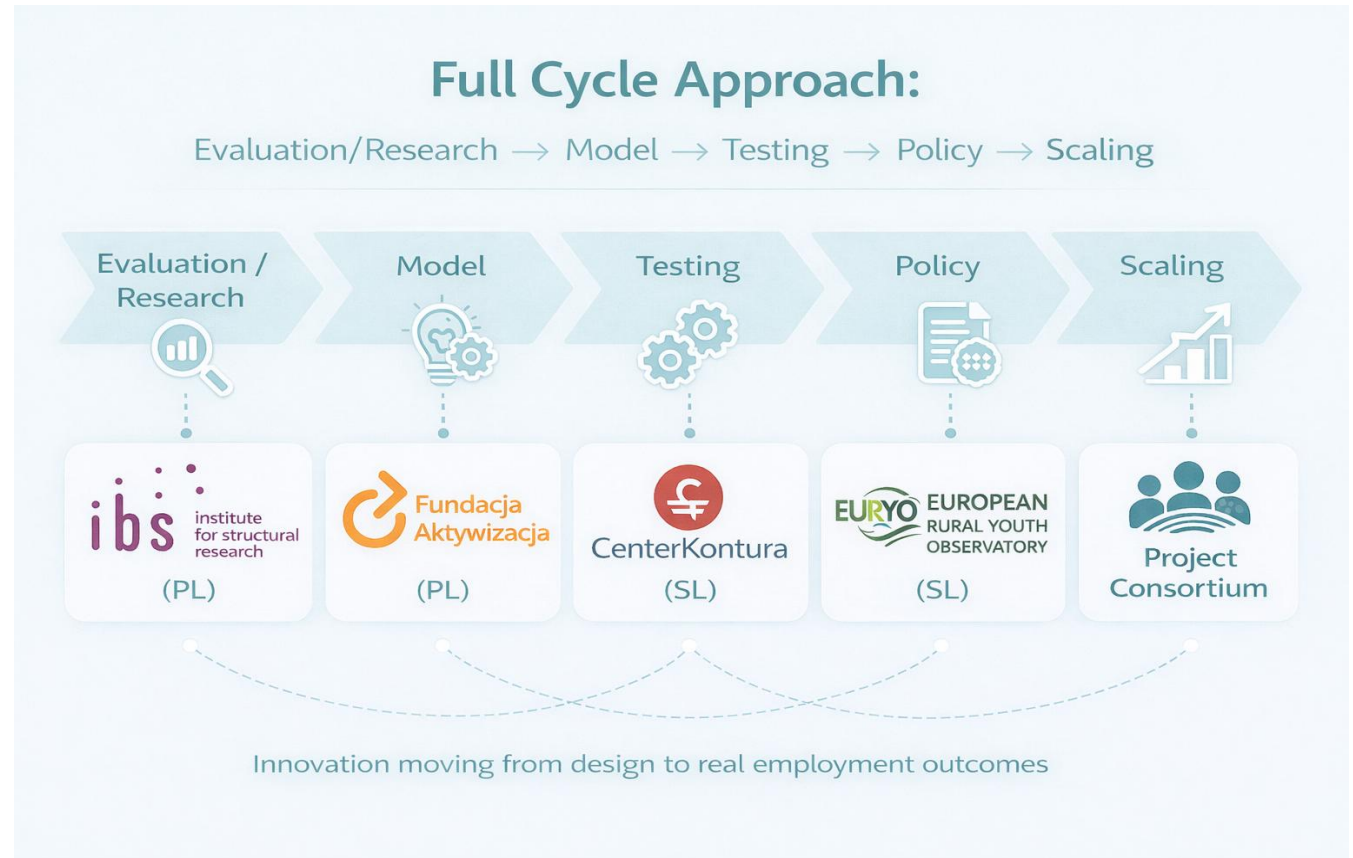 Full Cycle Approach:
Evaluation/Research → Model → Testing → Policy → Scaling
Evaluation /
Research
Model
Testing
Policy
Scaling
ibs
institute
for structural
research
(PL)
Fundacja
Aktywizacja
(PL)
CenterKontura
(SL)
EURYO
EUROPEAN
RURAL YOUTH
OBSERVATORY
(SL)
Project
Consortium
Innovation moving from design to real employment outcomes